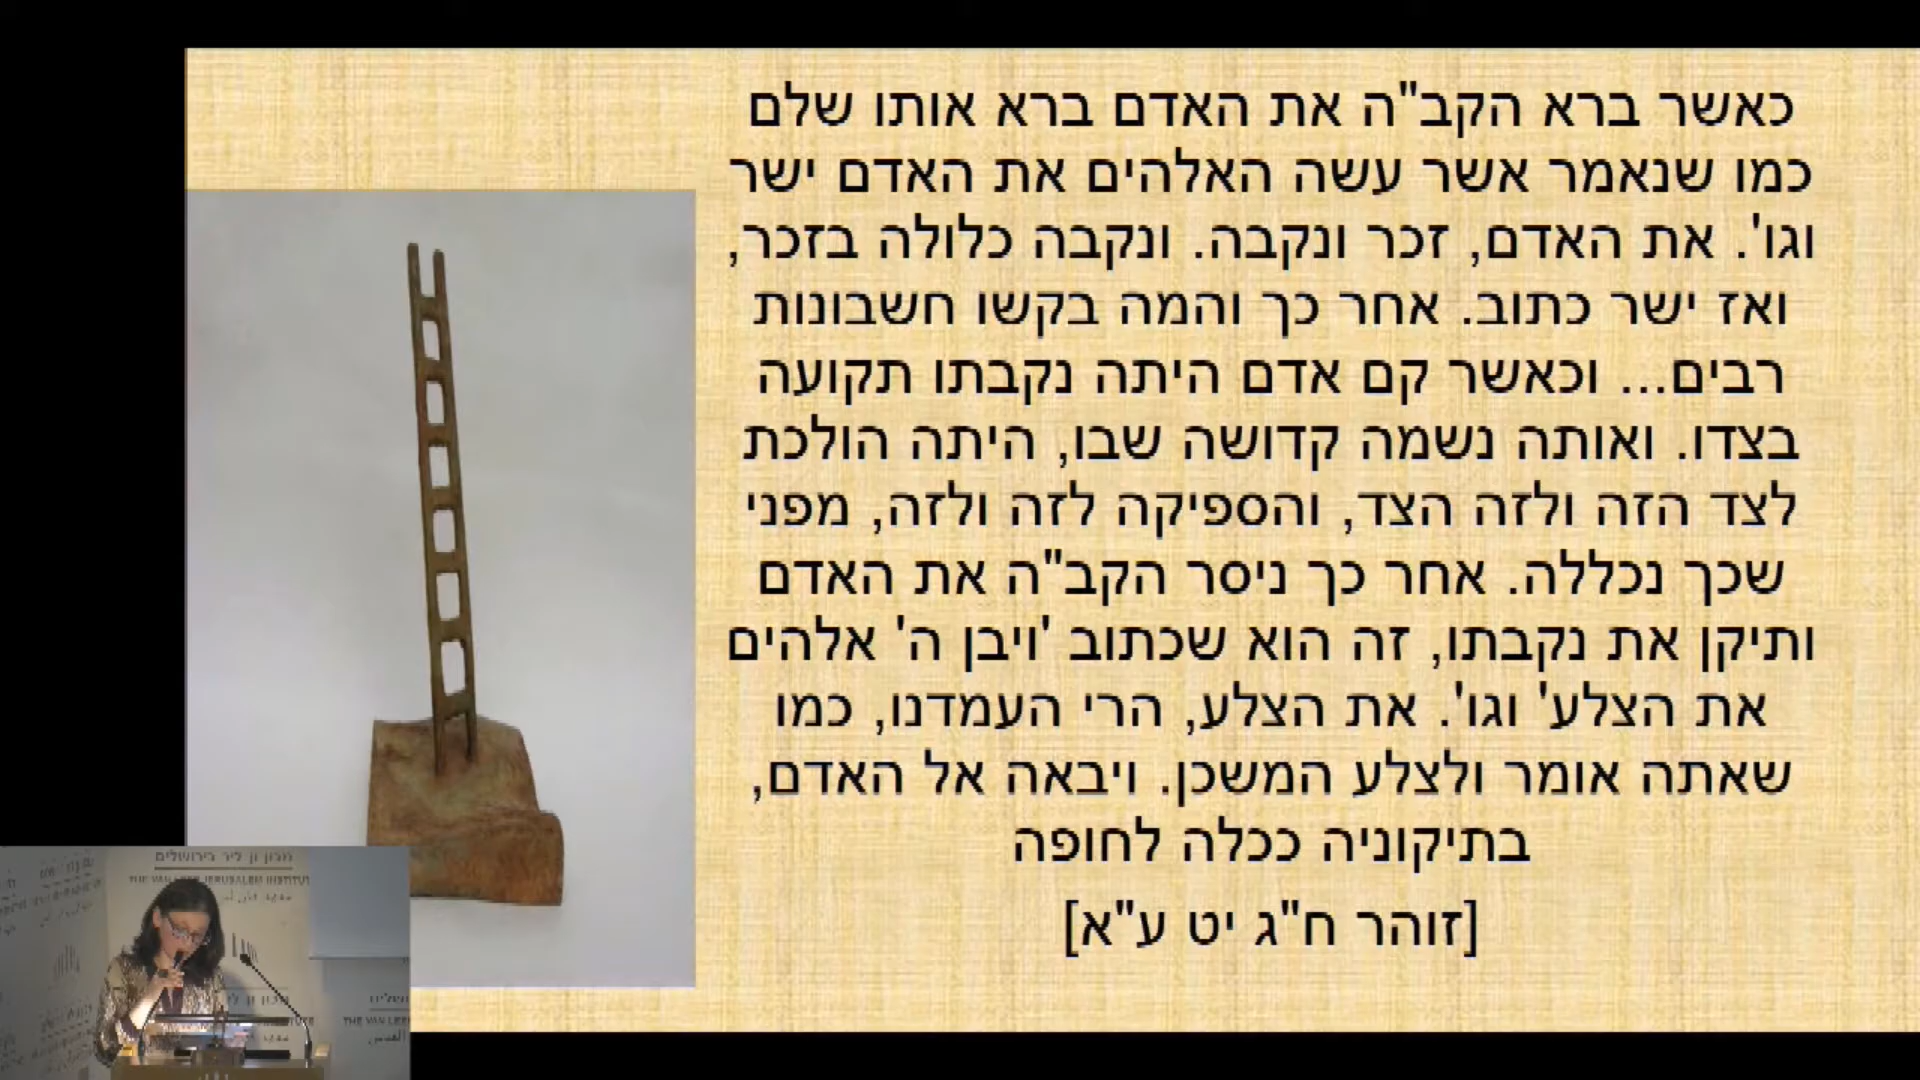 כאשר ברא הקב"ה את האדם ברא אותו שלם
כמו שנאמר אשר עשה האלהים את האדם ישר
וגו'. את האדם, זכר ונקבה. ונקבה כלולה בזכר,
ואז ישר כתוב. אחר כך והמה בקשו חשבונות
רבים... וכאשר קם אדם היתה נקבתו תקועה
בצדו. ואותה נשמה קדושה שבו, היתה הולכת
לצד הזה ולזה הצד, והספיקה לזה ולזה, מפני
שכך נכללה. אחר כך ניסר הקב"ה את האדם
ותיקן את נקבתו, זה הוא שכתוב 'ויבן ה' אלהים
את הצלע' וגו'. את הצלע, הרי העמדנו, כמו
שאתה אומר ולצלע המשכן. ויבאה אל האדם,
בתיקוניה ככלה לחופה
[זוהר ח"ג יט ע"א]
מכון ון ליר בירושלים
THE VAN LEER JERUSALEM INSTITUT
THE VAN LEER